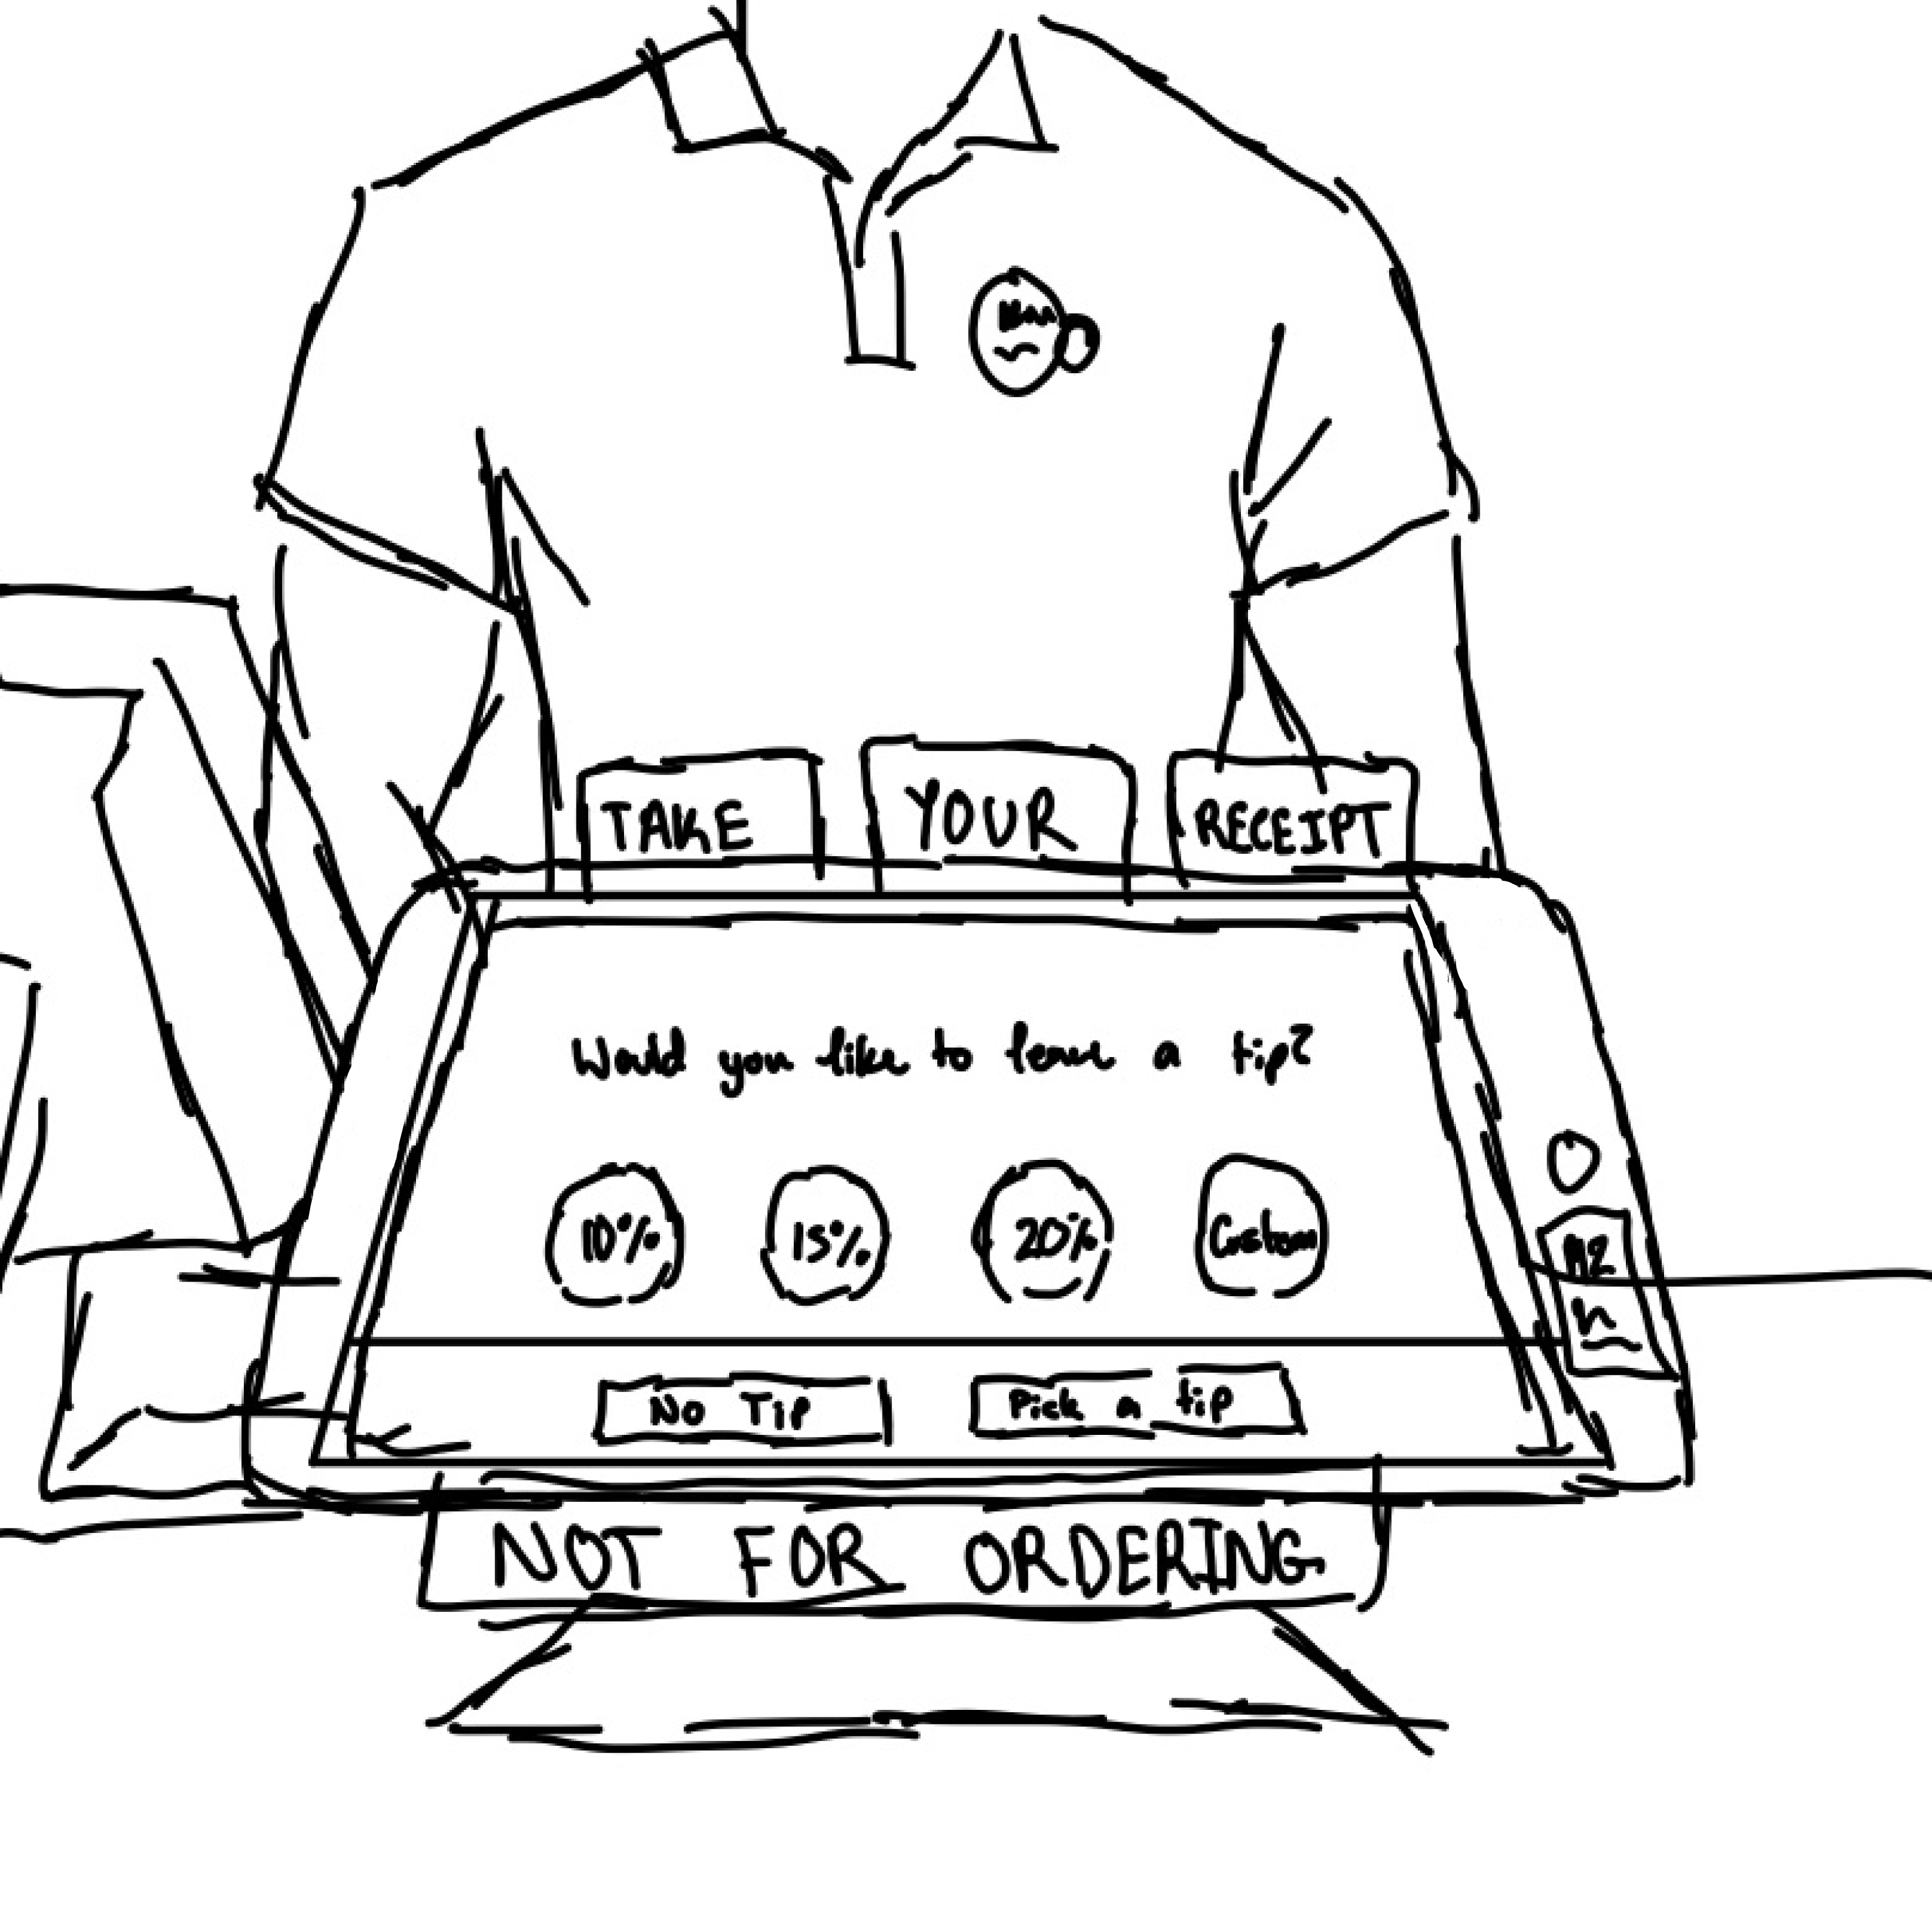 TAKE YOUR RECEIPT
Would you like to leave a tip?
10% 15% 20% Custom
No Tip Pick a tip
NOT FOR ORDERING